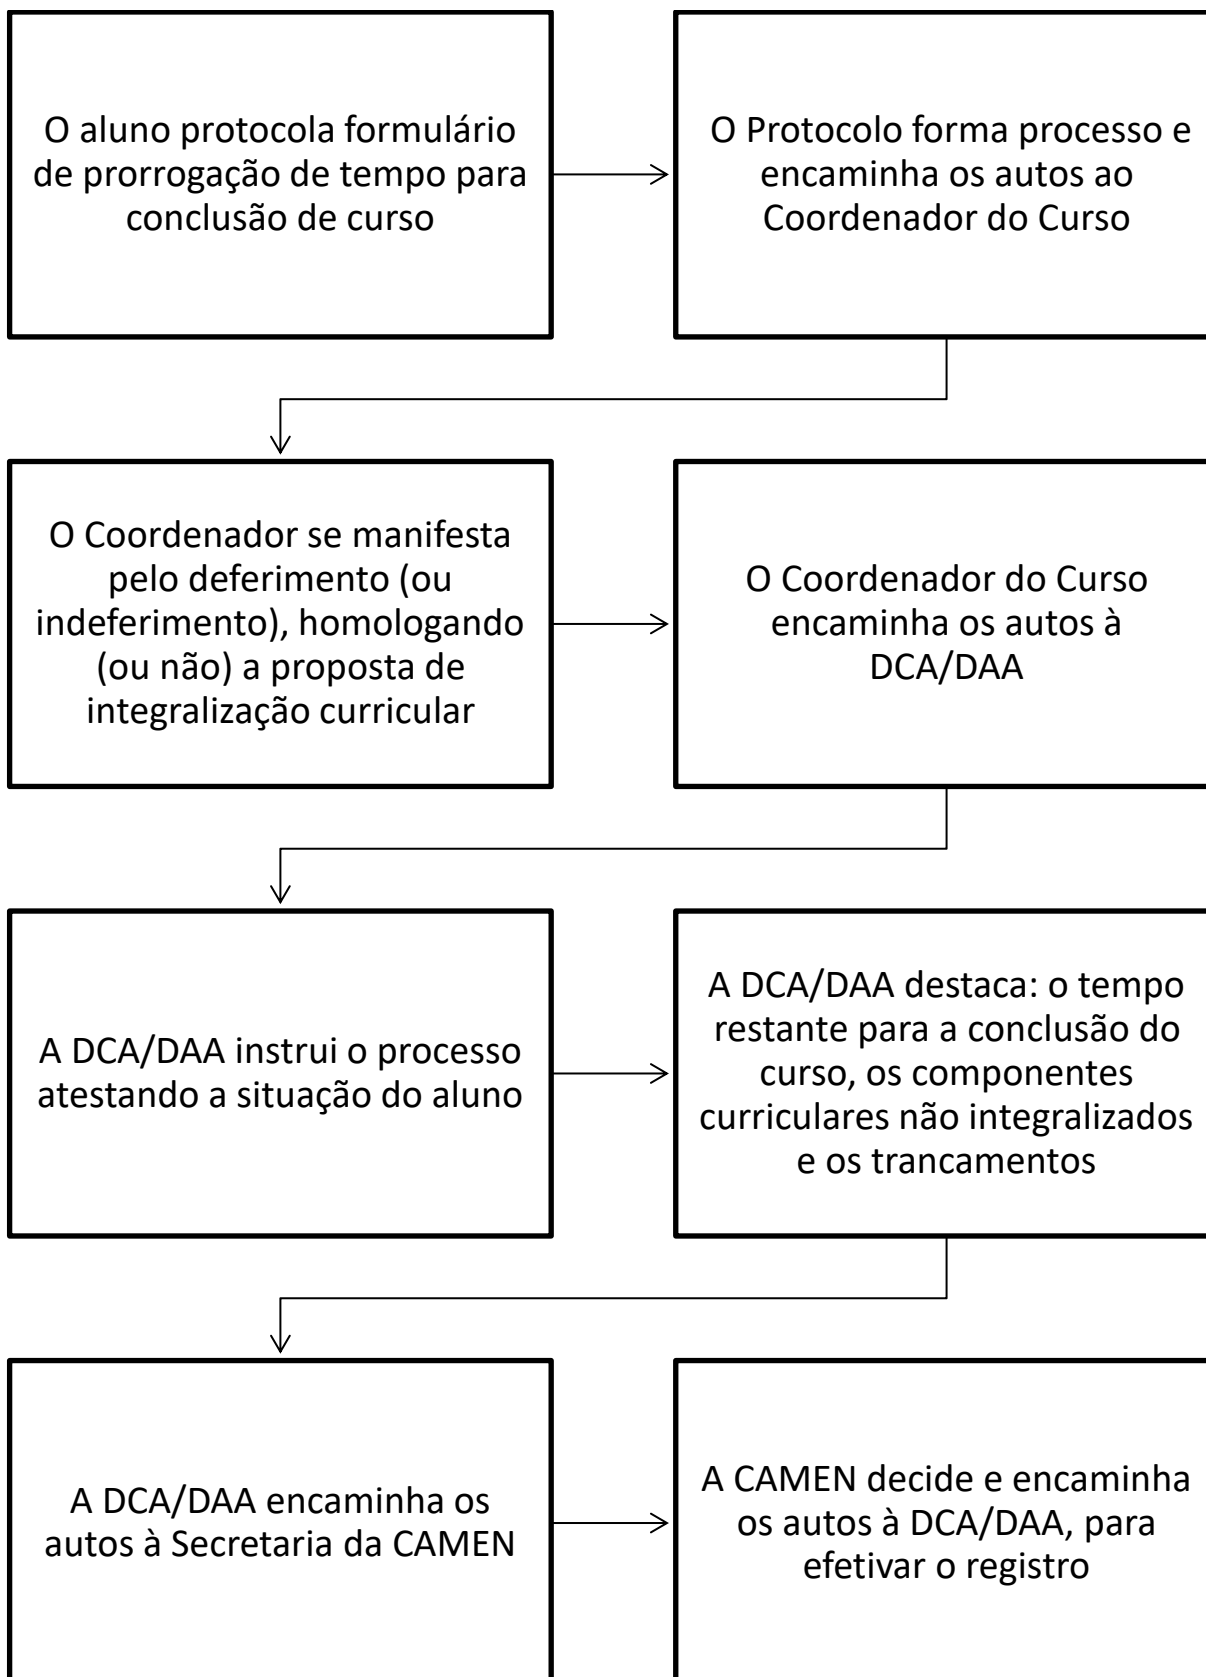 O aluno protocola formulário
de prorrogação de tempo para
conclusão de curso
O Protocolo forma processo e
encaminha os autos ao
Coordenador do Curso
O Coordenador se manifesta
pelo deferimento (ou
indeferimento), homologando
(ou não) a proposta de
integralização curricular
O Coordenador do Curso
encaminha os autos à
DCA/DAA
A DCA/DAA instrui o processo
atestando a situação do aluno
A DCA/DAA destaca: o tempo
restante para a conclusão do
curso, os componentes
curriculares não integralizados
e os trancamentos
A DCA/DAA encaminha os
autos à Secretaria da CAMEN
A CAMEN decide e encaminha
os autos à DCA/DAA, para
efetivar o registro